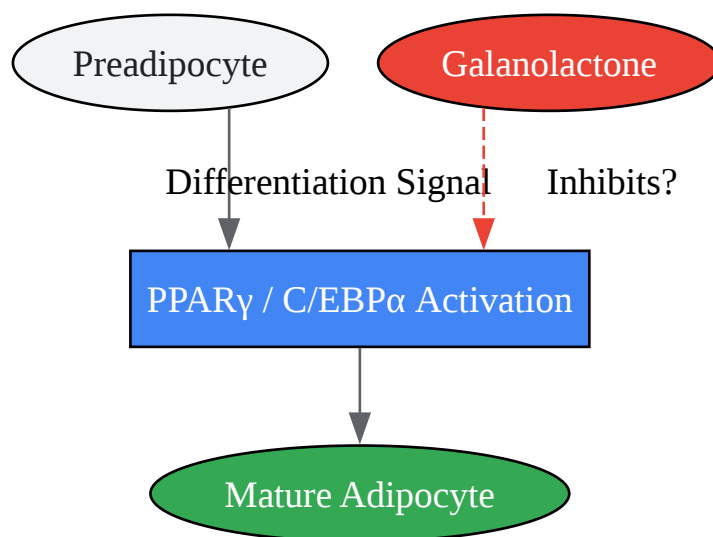 Preadipocyte
Galanolactone
Differentiation Signal
Inhibits?
PPARγ / C/EBPα Activation
Mature Adipocyte